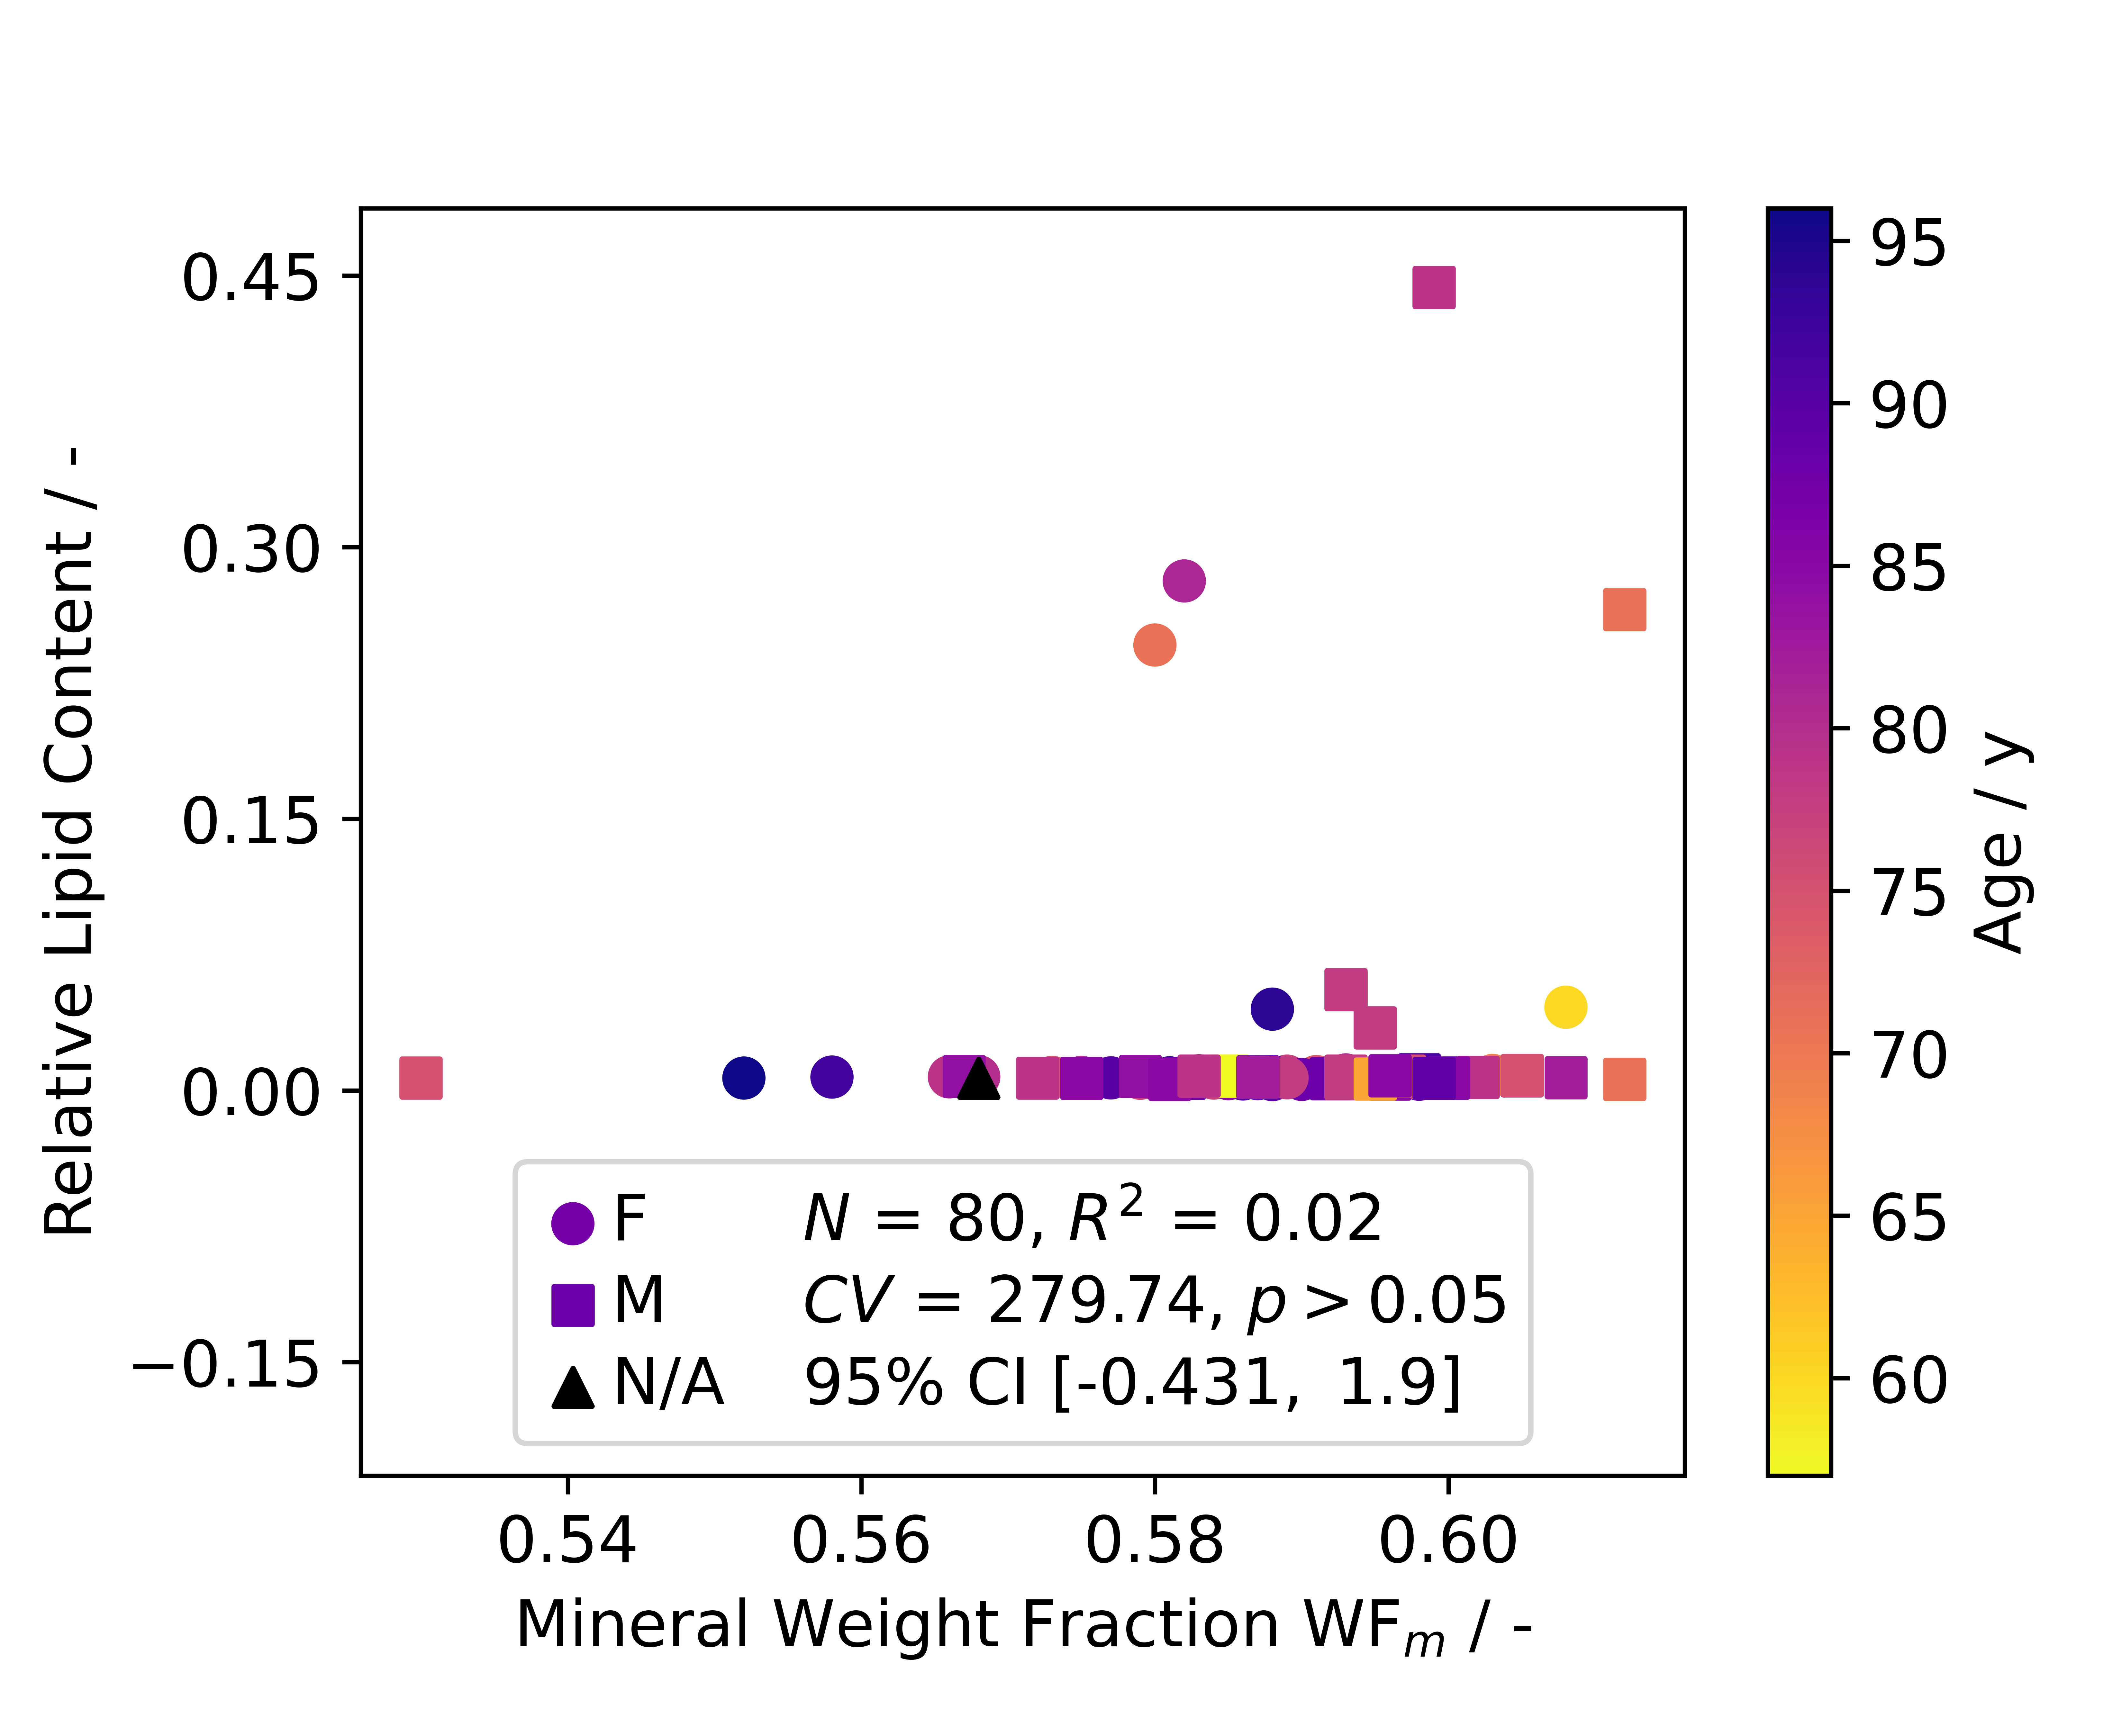 0.45
0.30
0.15
0.00
−0.15
Relative Lipid Content / -
F N = 80, R² = 0.02
M CV = 279.74, p > 0.05
N/A 95% CI [-0.431, 1.9]
0.54 0.56 0.58 0.60
Mineral Weight Fraction WFₘ / -
95
90
85
80
75
70
65
60
Age / y